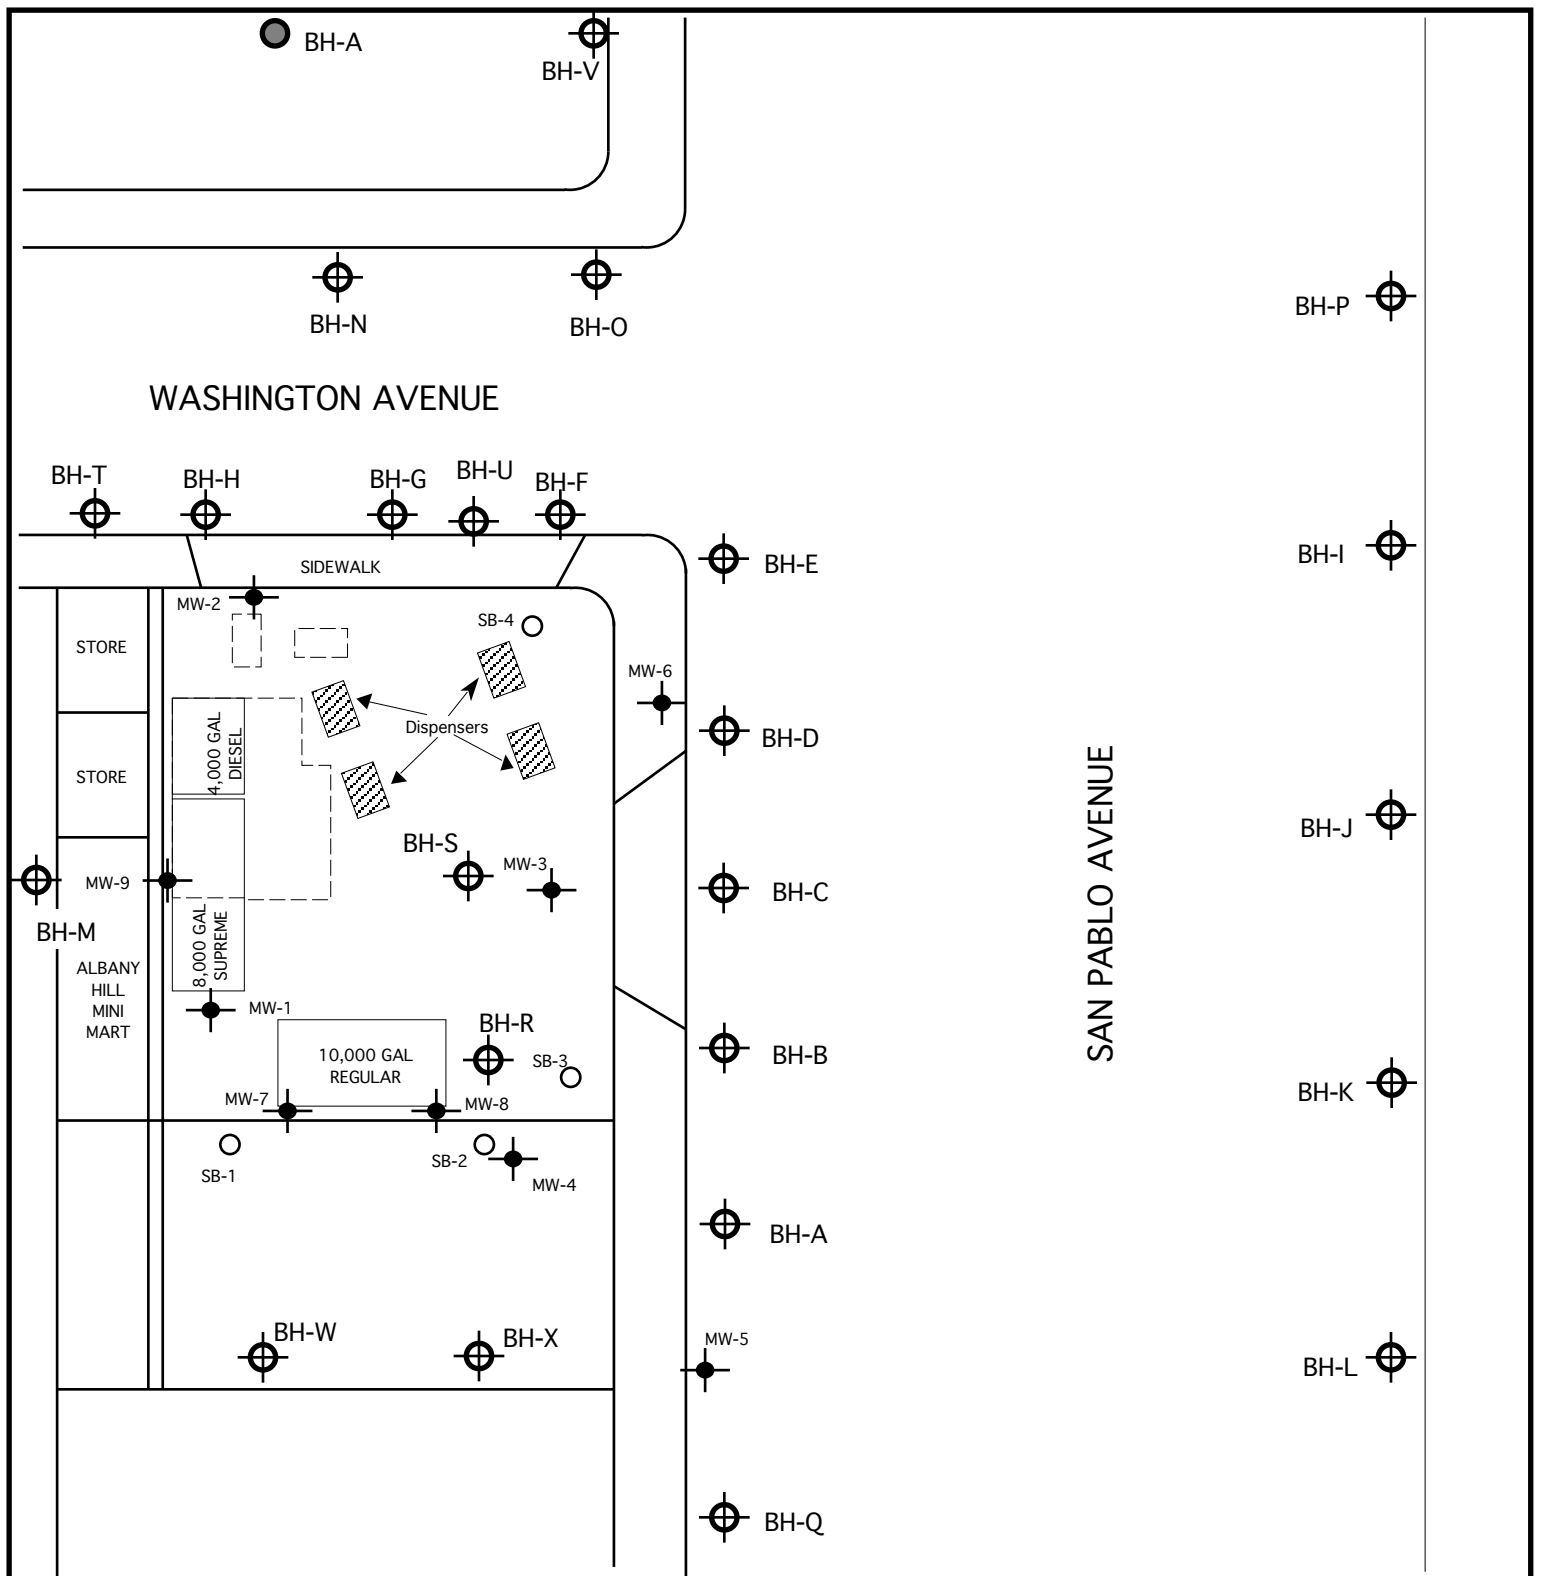 BH-A
BH-V
BH-N
BH-O
BH-P
WASHINGTON AVENUE
BH-T
BH-H
BH-G
BH-U
BH-F
BH-E
BH-I
SIDEWALK
MW-2
SB-4
STORE
MW-6
Dispensers
BH-D
4,000 GAL
DIESEL
STORE
SAN PABLO AVENUE
BH-J
BH-S
MW-3
MW-9
BH-C
BH-M
8,000 GAL
SUPREME
ALBANY
HILL
MINI
MART
MW-1
BH-R
10,000 GAL
REGULAR
SB-3
BH-B
BH-K
MW-7
MW-8
SB-1
SB-2
MW-4
BH-A
BH-W
BH-X
MW-5
BH-L
BH-Q